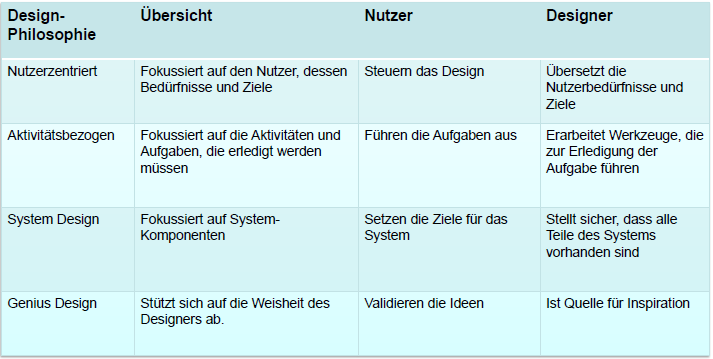 Design-
Philosophie
Übersicht
Nutzer
Designer
Nutzerzentriert
Fokussiert auf den Nutzer, dessen
Bedürfnisse und Ziele
Steuern das Design
Übersetzt die
Nutzerbedürfnisse und
Ziele
Aktivitätsbezogen
Fokussiert auf die Aktivitäten und
Aufgaben, die erledigt werden
müssen
Führen die Aufgaben aus
Erarbeitet Werkzeuge, die
zur Erledigung der
Aufgabe führen
System Design
Fokussiert auf System-
Komponenten
Setzen die Ziele für das
System
Stellt sicher, dass alle
Teile des Systems
vorhanden sind
Genius Design
Stützt sich auf die Weisheit des
Designers ab.
Validieren die Ideen
Ist Quelle für Inspiration